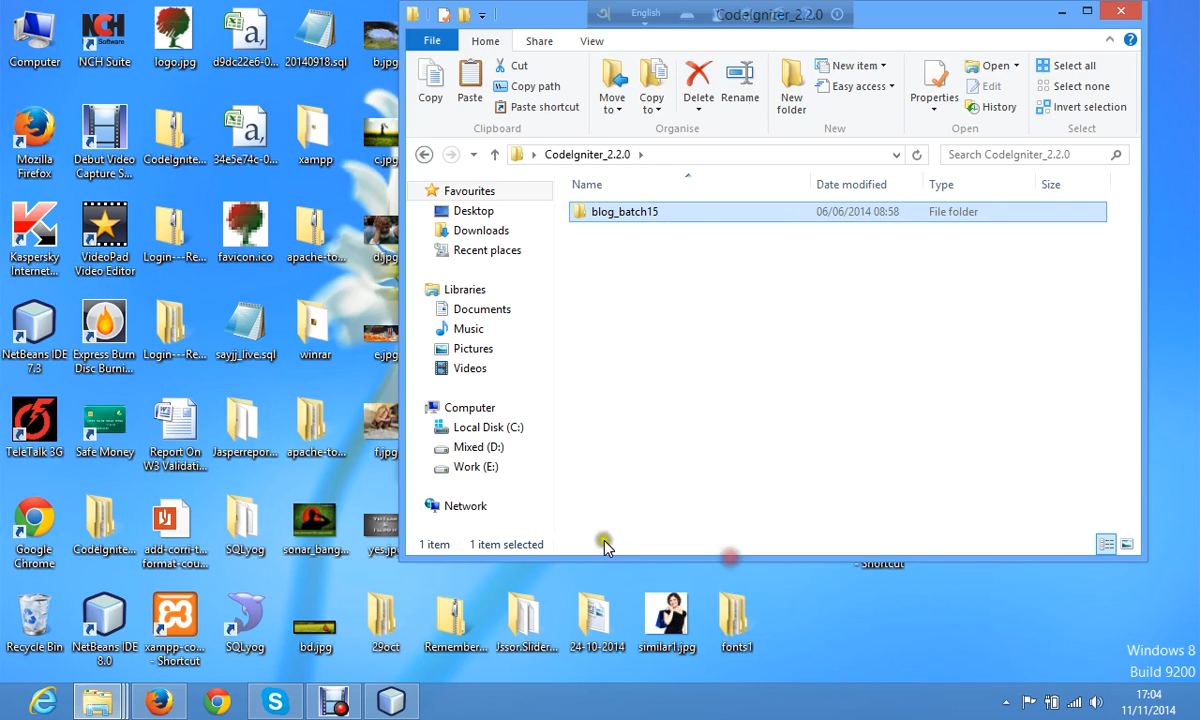 English
CodeIgniter_2.2.0
File
Home
Share
View
Copy
Paste
Cut
Copy path
Paste shortcut
Clipboard
Move to
Copy to
Delete
Rename
Organise
New folder
New item
Easy access
New
Properties
Open
Edit
History
Open
Select all
Select none
Invert selection
Select
CodeIgniter_2.2.0
Search CodeIgniter_2.2.0
Name
Date modified
Type
Size
blog_batch15
06/06/2014 08:58
File folder
Favourites
Desktop
Downloads
Recent places
Libraries
Documents
Music
Pictures
Videos
Computer
Local Disk (C:)
Mixed (D:)
Work (E:)
Network
1 item
1 item selected
Computer
NCH Suite
logo.jpg
d9dc22e6-0...
20140918.sql
b.jpg
Mozilla Firefox
Debut Video Capture S...
CodeIgnite...
34e5e74c-0...
xampp
c.jpg
Kaspersky Internet...
VideoPad Video Editor
Login---Re...
favicon.ico
apache-to...
d.jpg
NetBeans IDE 7.3
Express Burn Disc Burni...
Login---Re...
sayjj_live.sql
winrar
e.jpg
TeleTalk 3G
Safe Money
Report On W3 Validati...
Jasperrepor...
apache-to...
f.jpg
Google Chrome
CodeIgnite...
add-com-t... format-cou...
SQLyog
sonar_bang...
yes.jpg
- Shortcut
Recycle Bin
NetBeans IDE 8.0
xampp-co... - Shortcut
SQLyog
bd.jpg
29oct
Remember...
Jssor.Slider...
24-10-2014
similar1.jpg
fonts1
Windows 8
Build 9200
17:04
11/11/2014